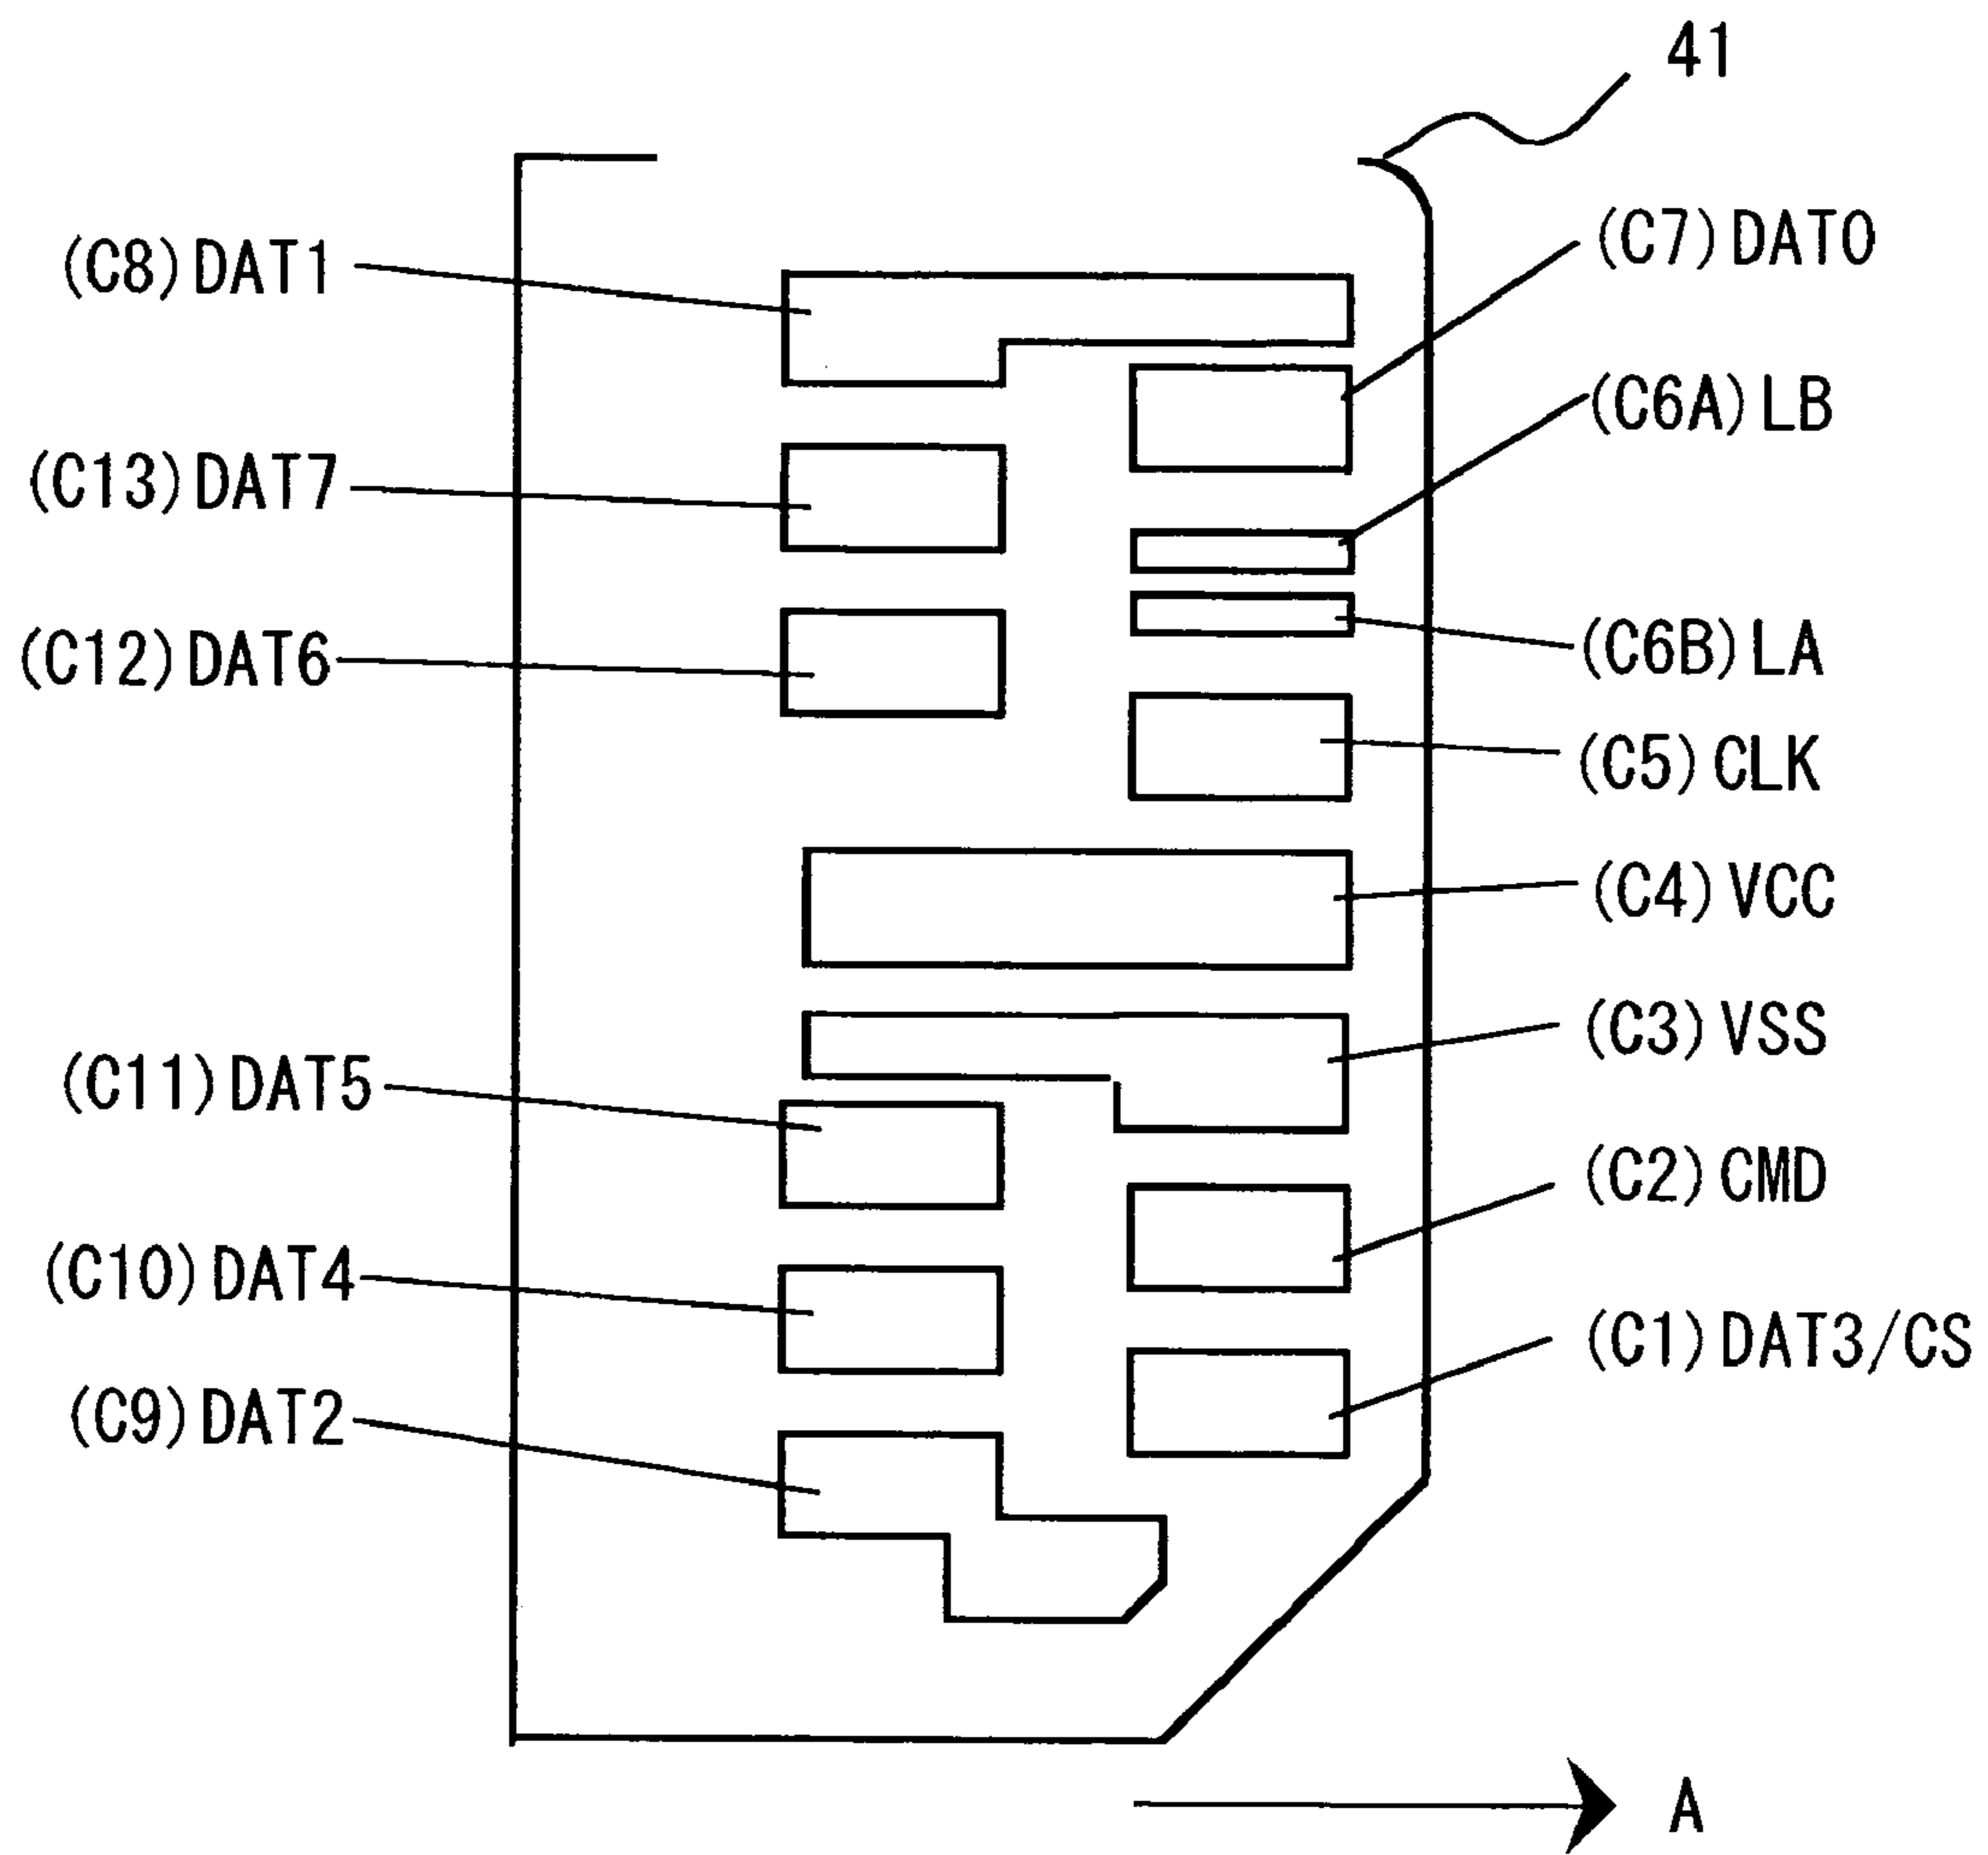 41
(C7)DAT0
(C8)DAT1
(C6A)LB
(C13)DAT7
(C6B)LA
(C12)DAT6
(C5)CLK
(C4)VCC
(C3)VSS
(C11)DAT5
(C2)CMD
(C10)DAT4
(C1)DAT3/CS
(C9)DAT2
A